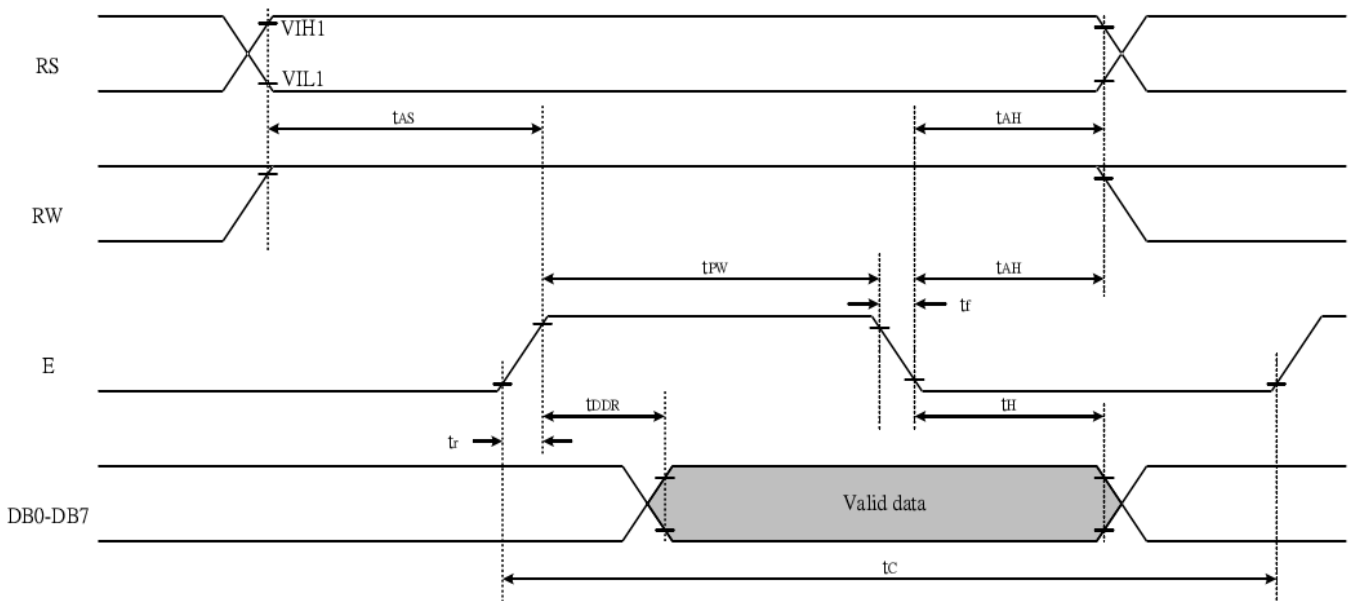 VIH1
RS
VIL1
tAS
tAH
RW
tPW
tAH
tf
E
tDDR
tH
tr
Valid data
DB0-DB7
tC